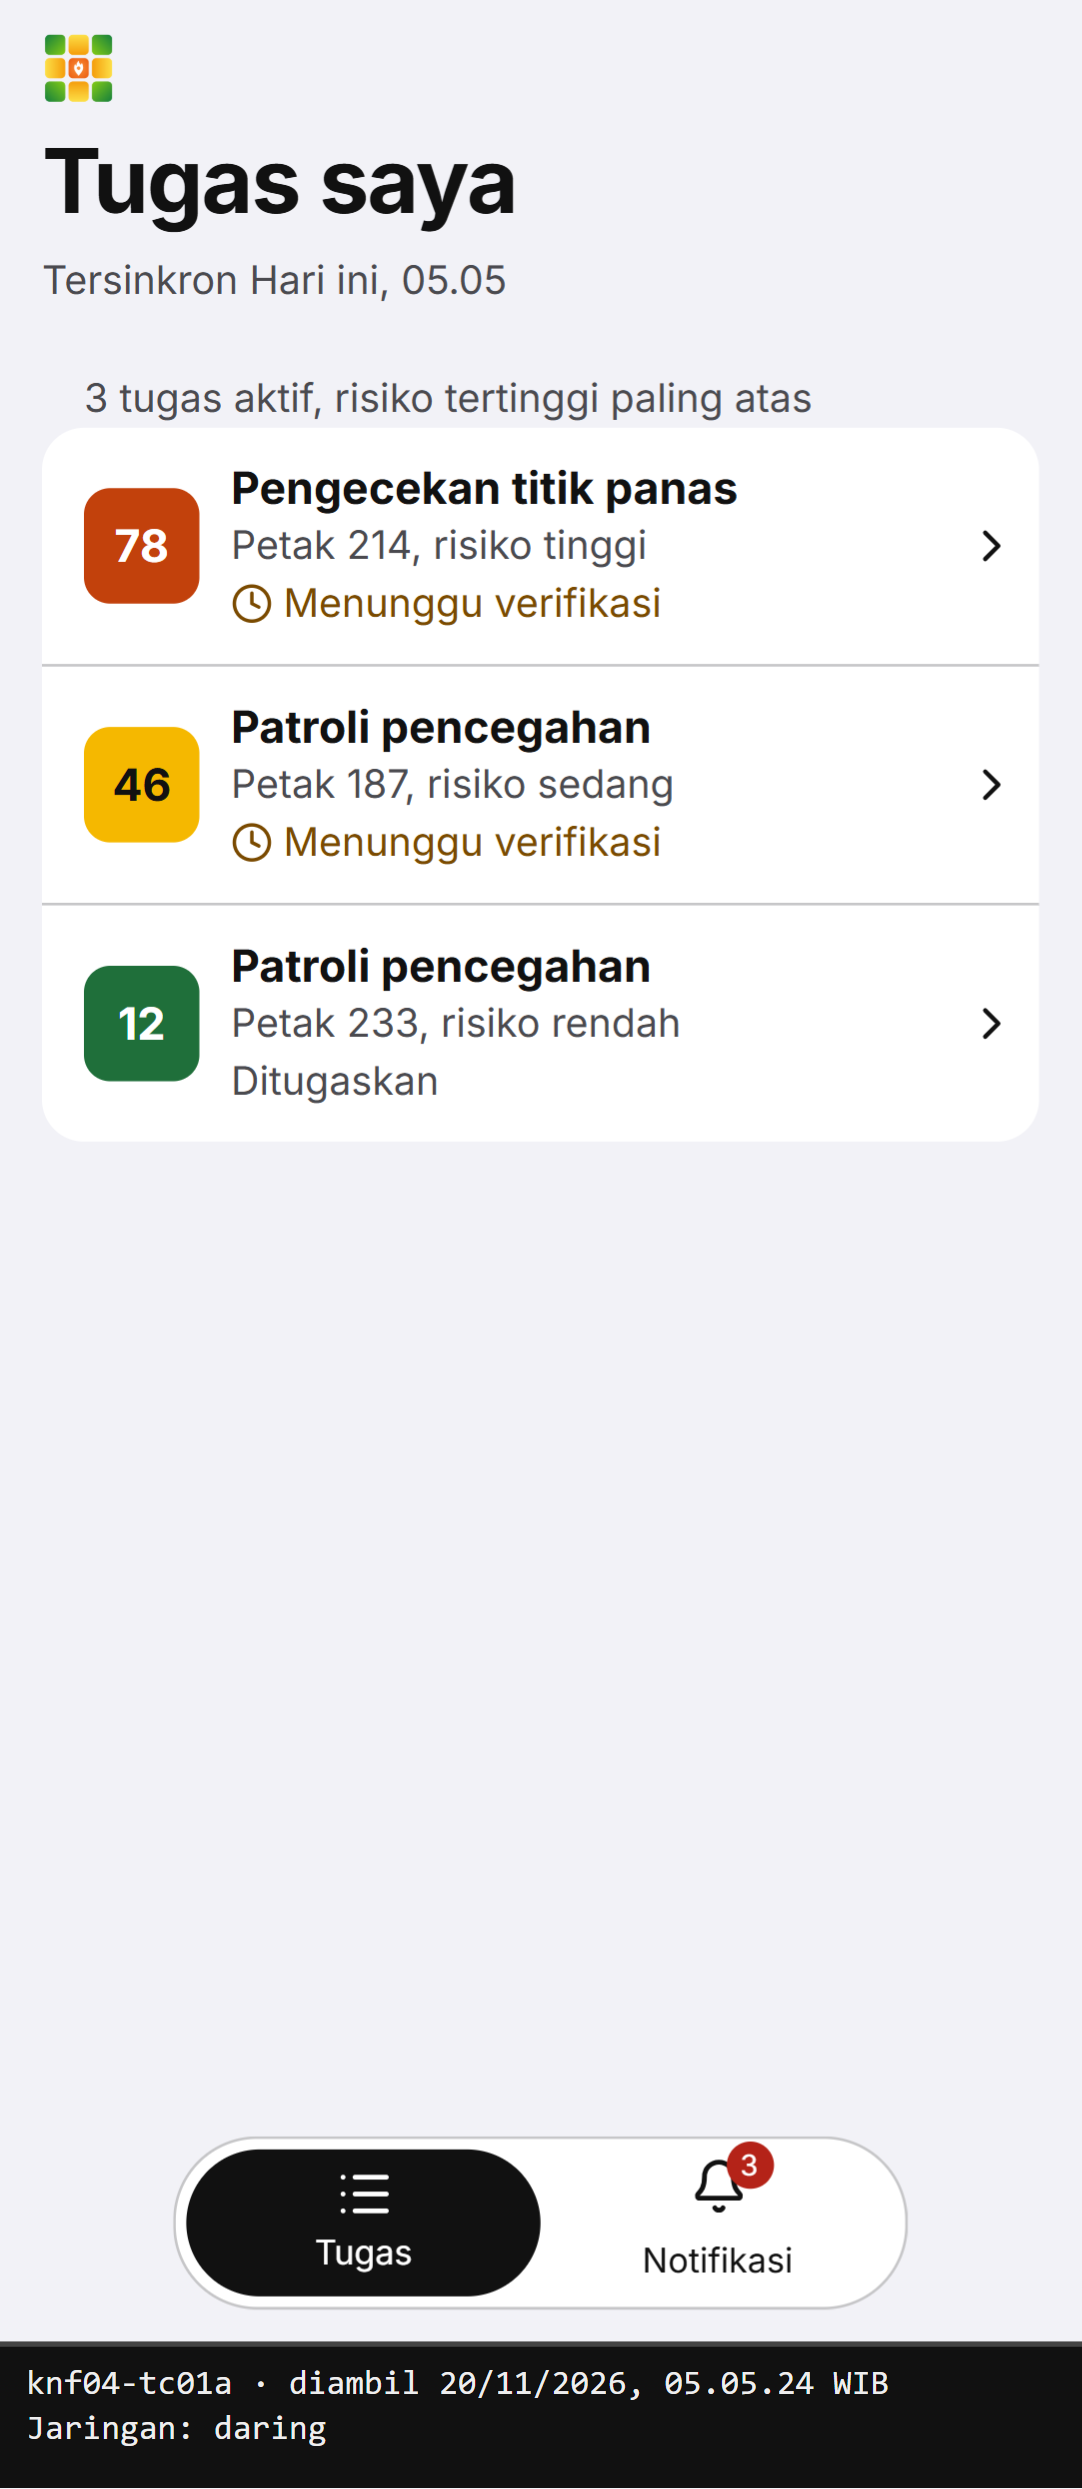 Tugas saya
Tersinkron Hari ini, 05.05
3 tugas aktif, risiko tertinggi paling atas
78
Pengecekan titik panas
Petak 214, risiko tinggi
Menunggu verifikasi
46
Patroli pencegahan
Petak 187, risiko sedang
Menunggu verifikasi
12
Patroli pencegahan
Petak 233, risiko rendah
Ditugaskan
3
Tugas
Notifikasi
knf04-tc01a · diambil 20/11/2026, 05.05.24 WIB
Jaringan: daring